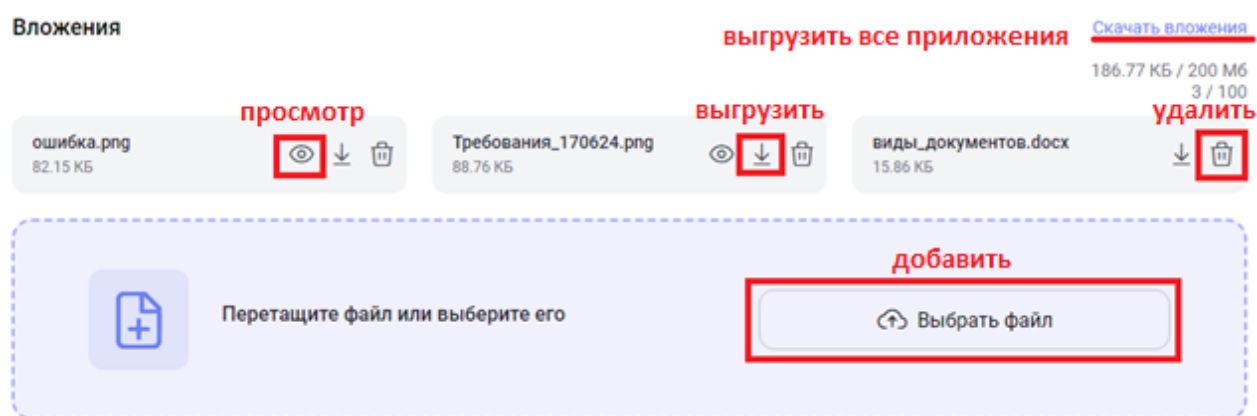 Вложения
выгрузить все приложения
Скачать вложения
186.77 КБ / 200 Мб
3 / 100
просмотр
выгрузить
удалить
ошибка.png
82.15 КБ
Требования_170624.png
88.76 КБ
виды_документов.docx
15.86 КБ
добавить
Перетащите файл или выберите его
Выбрать файл